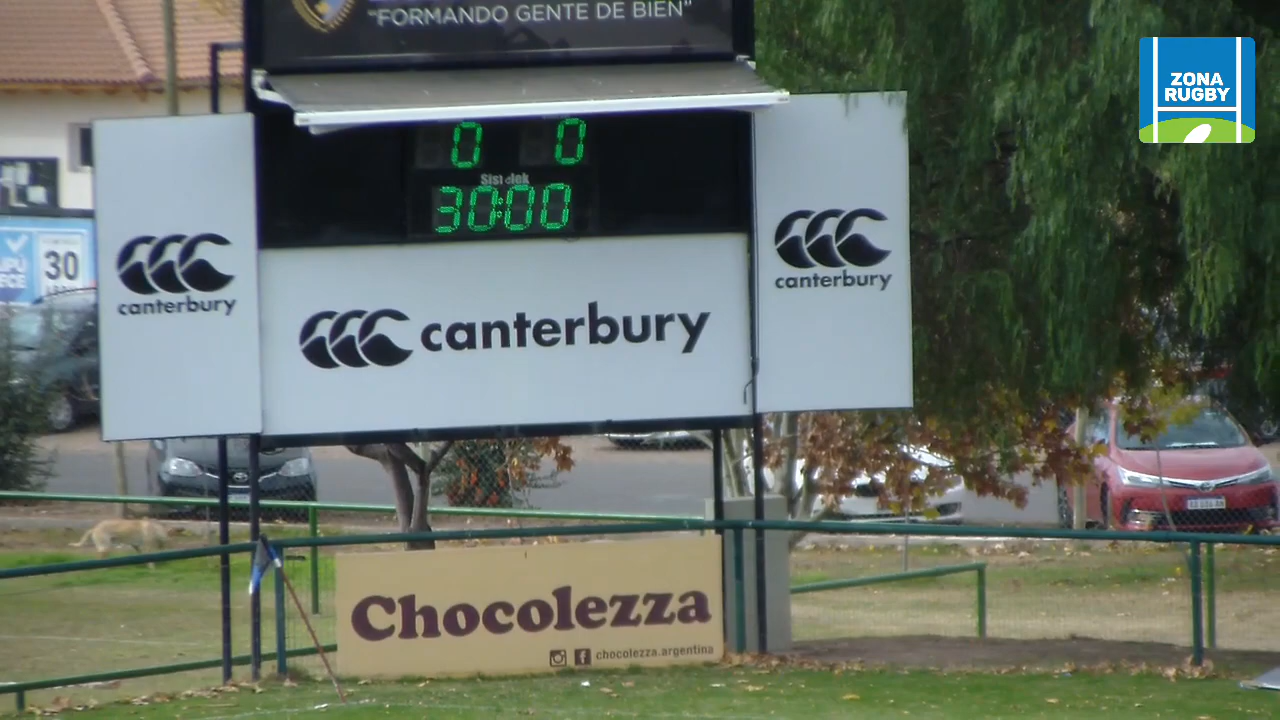 "FORMANDO GENTE DE BIEN"
ZONA
RUGBY
0 0
30:00
canterbury
canterbury
canterbury
30
Chocolezza
chocolezza.argentina